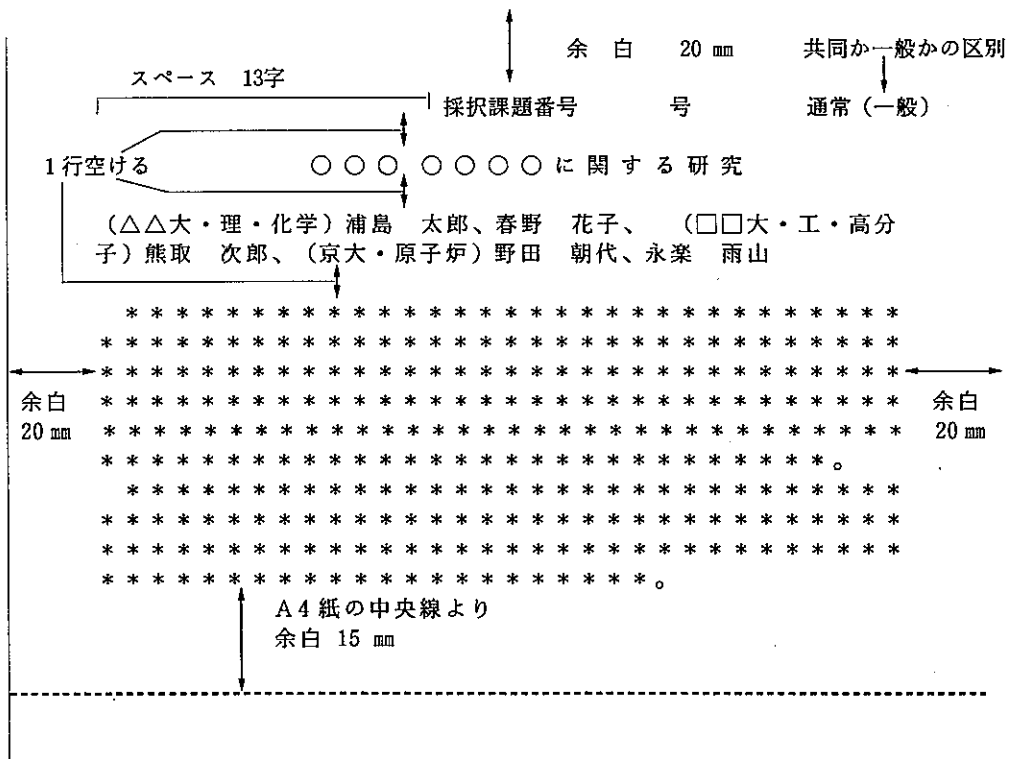 余 白 20 ㎜ 共同か一般かの区別
スペース 13字
採択課題番号 号 通常（一般）
1行空ける ○○○ ○○○○に関する研究
（△△大・理・化学）浦島 太郎、春野 花子、 （□□大・工・高分
子）熊取 次郎、（京大・原子炉）野田 朝代、永楽 雨山
* * * * * * * * * * * * * * * * * * * * * * * * * * * * * * *
* * * * * * * * * * * * * * * * * * * * * * * * * * * * * * * *
* * * * * * * * * * * * * * * * * * * * * * * * * * * * * * * *
余白 * * * * * * * * * * * * * * * * * * * * * * * * * * * * * * * * 余白
20 ㎜ * * * * * * * * * * * * * * * * * * * * * * * * * * * * * * * * 20 ㎜
* * * * * * * * * * * * * * * * * * * * * * * * * * * * *。
* * * * * * * * * * * * * * * * * * * * * * * * * * * * * * *
* * * * * * * * * * * * * * * * * * * * * * * * * * * * * * * *
* * * * * * * * * * * * * * * * * * * * * * * * * * * * * * * *
* * * * * * * * * * * * * * * * * * * * * *。
A4紙の中央線より
余白 15 ㎜